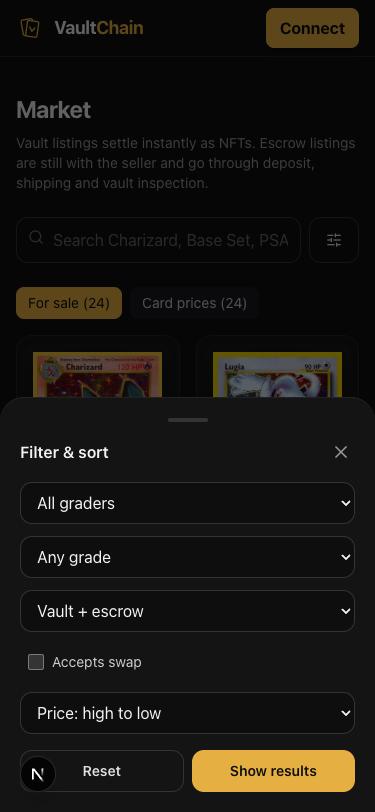 VaultChain
Connect
Market
Vault listings settle instantly as NFTs. Escrow listings
are still with the seller and go through deposit,
shipping and vault inspection.
Search Charizard, Base Set, PSA
For sale (24)
Card prices (24)
Charizard
120 HP
Lugia
90 HP
Filter & sort
All graders
Any grade
Vault + escrow
Accepts swap
Price: high to low
N
Reset
Show results